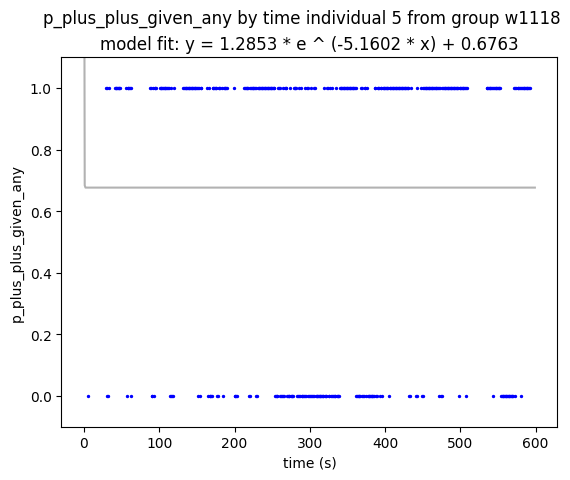 p_plus_plus_given_any by time individual 5 from group w1118
model fit: y = 1.2853 * e ^ (-5.1602 * x) + 0.6763
p_plus_plus_given_any
1.0
0.8
0.6
0.4
0.2
0.0
0 100 200 300 400 500 600
time (s)